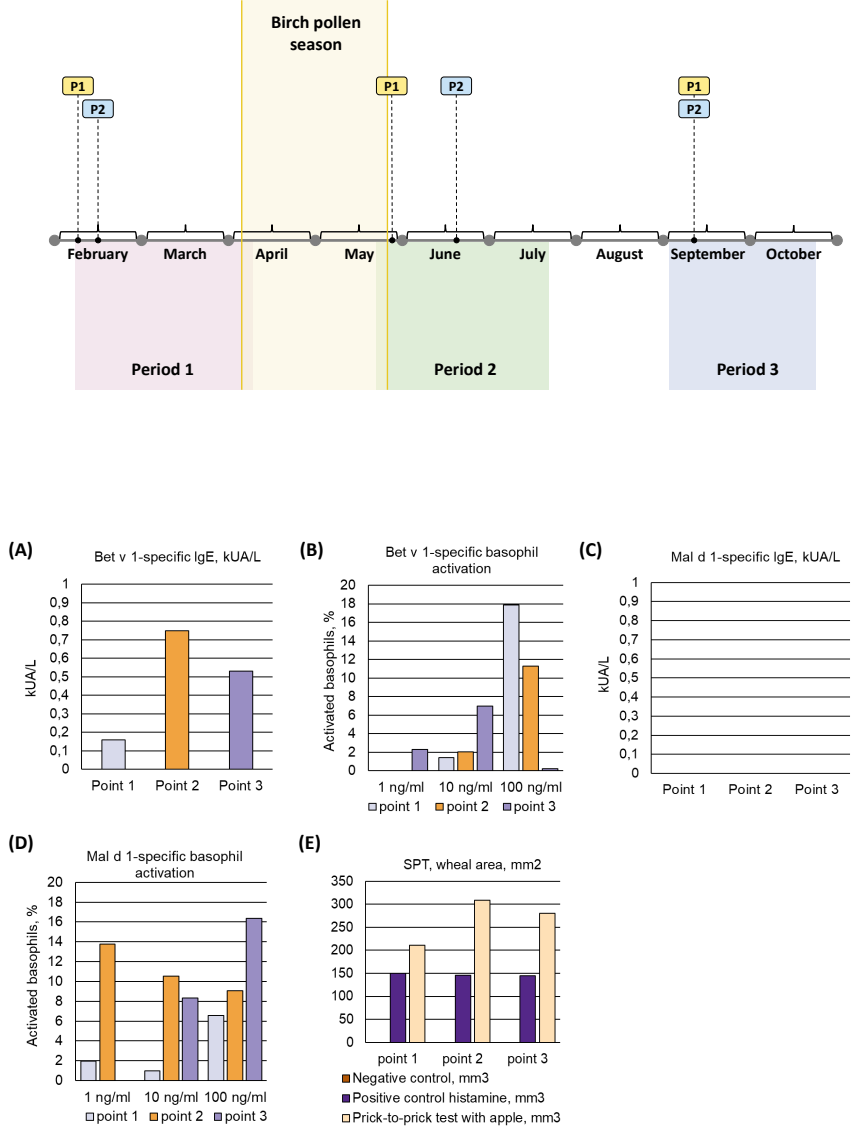 Birch pollen
season
P1
P2
P1
P2
P1
P2
February
March
April
May
June
July
August
September
October
Period 1
Period 2
Period 3
(A)
Bet v 1-specific IgE, kUA/L
kUA/L
1
0,9
0,8
0,7
0,6
0,5
0,4
0,3
0,2
0,1
0
Point 1 Point 2 Point 3
(B)
Bet v 1-specific basophil
activation
Activated basophils, %
20
18
16
14
12
10
8
6
4
2
0
1 ng/ml 10 ng/ml 100 ng/ml
point 1 point 2 point 3
(C)
Mal d 1-specific IgE, kUA/L
kUA/L
1
0,9
0,8
0,7
0,6
0,5
0,4
0,3
0,2
0,1
0
Point 1 Point 2 Point 3
(D)
Mal d 1-specific basophil
activation
Activated basophils, %
20
18
16
14
12
10
8
6
4
2
0
1 ng/ml 10 ng/ml 100 ng/ml
point 1 point 2 point 3
(E)
SPT, wheal area, mm2
350
300
250
200
150
100
50
0
point 1 point 2 point 3
Negative control, mm3
Positive control histamine, mm3
Prick-to-prick test with apple, mm3